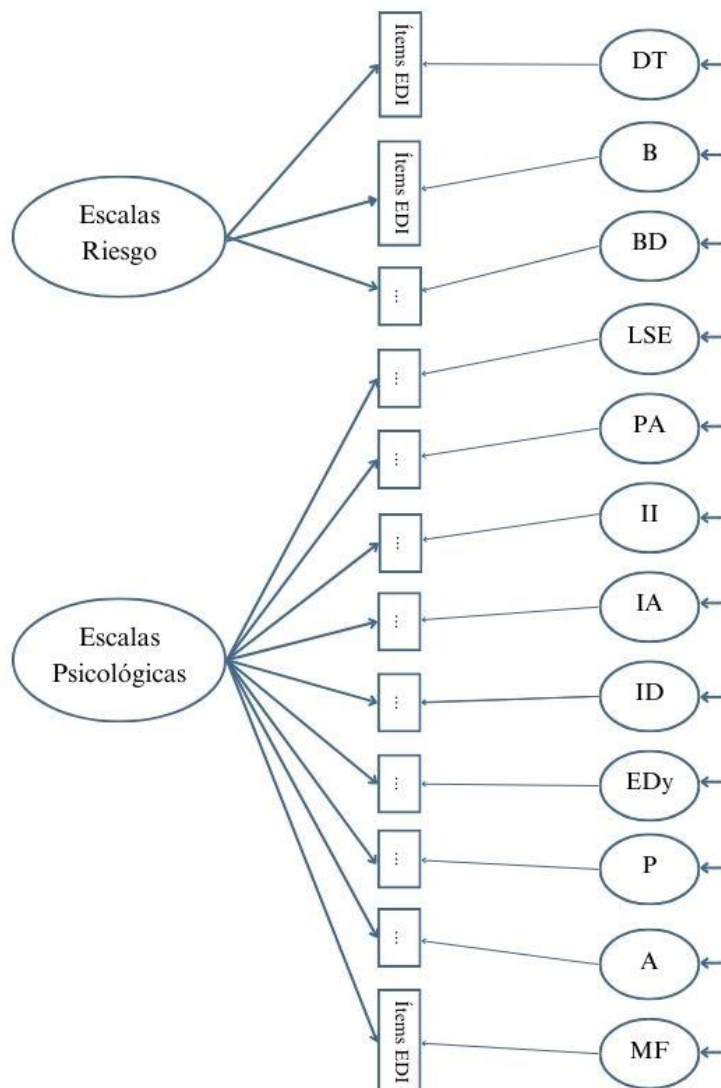 Escalas
Riesgo
Escalas
Psicológicas
Ítems EDI
Ítems EDI
...
...
...
...
...
...
...
...
...
Ítems EDI
DT
B
BD
LSE
PA
II
IA
ID
EDy
P
A
MF